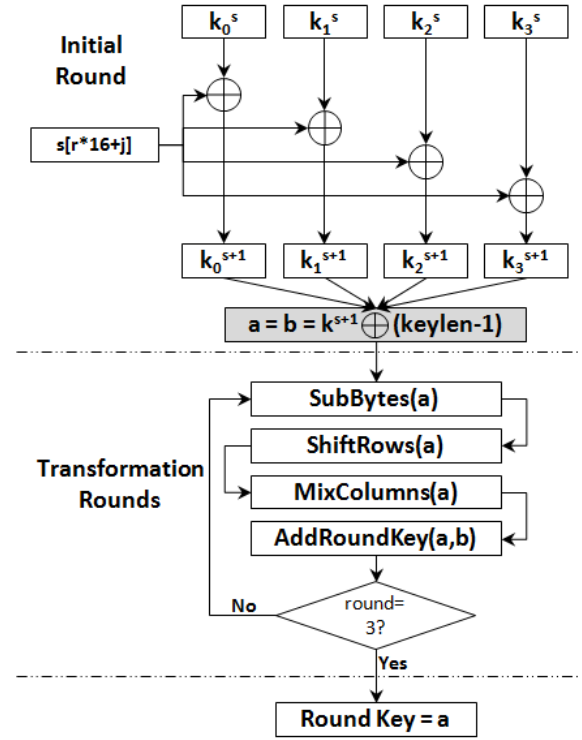 k₀ˢ k₁ˢ k₂ˢ k₃ˢ
Initial
Round
s[r*16+j]
k₀ˢ⁺¹ k₁ˢ⁺¹ k₂ˢ⁺¹ k₃ˢ⁺¹
a = b = kˢ⁺¹ ⊕ (keylen-1)
SubBytes(a)
ShiftRows(a)
Transformation
Rounds
MixColumns(a)
AddRoundKey(a,b)
round=
3?
No
Yes
Round Key = a